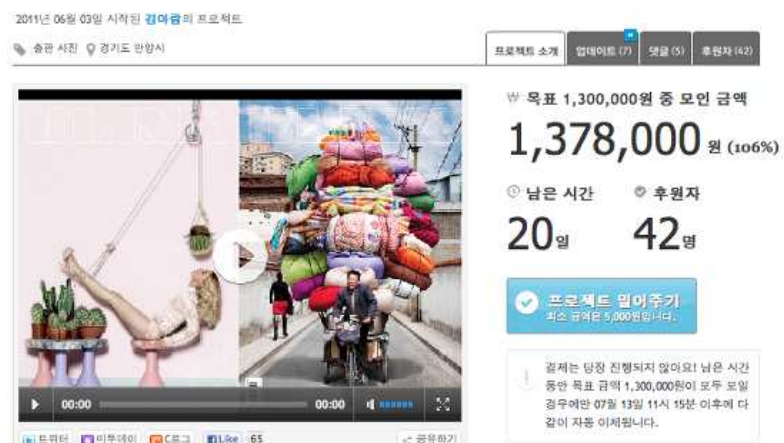 2011년 06월 03일 시작된 김아람의 프로젝트
출판 사진 경기도 안양시
프로젝트 소개 업데이트 (7) 댓글 (5) 후원자 (42)
₩ 목표 1,300,000원 중 모인 금액
1,378,000 원 (106%)
남은 시간 후원자
20일 42명
프로젝트 밀어주기
최소 금액은 5,000원입니다.
결제는 당장 진행되지 않아요! 남은 시간
동안 목표 금액 1,300,000원이 모두 모일
경우에만 07월 13일 11시 15분 이후에 다
같이 자동 이체됩니다.
00:00 00:00
트위터 미투데이 C로그 Like 65 공유하기